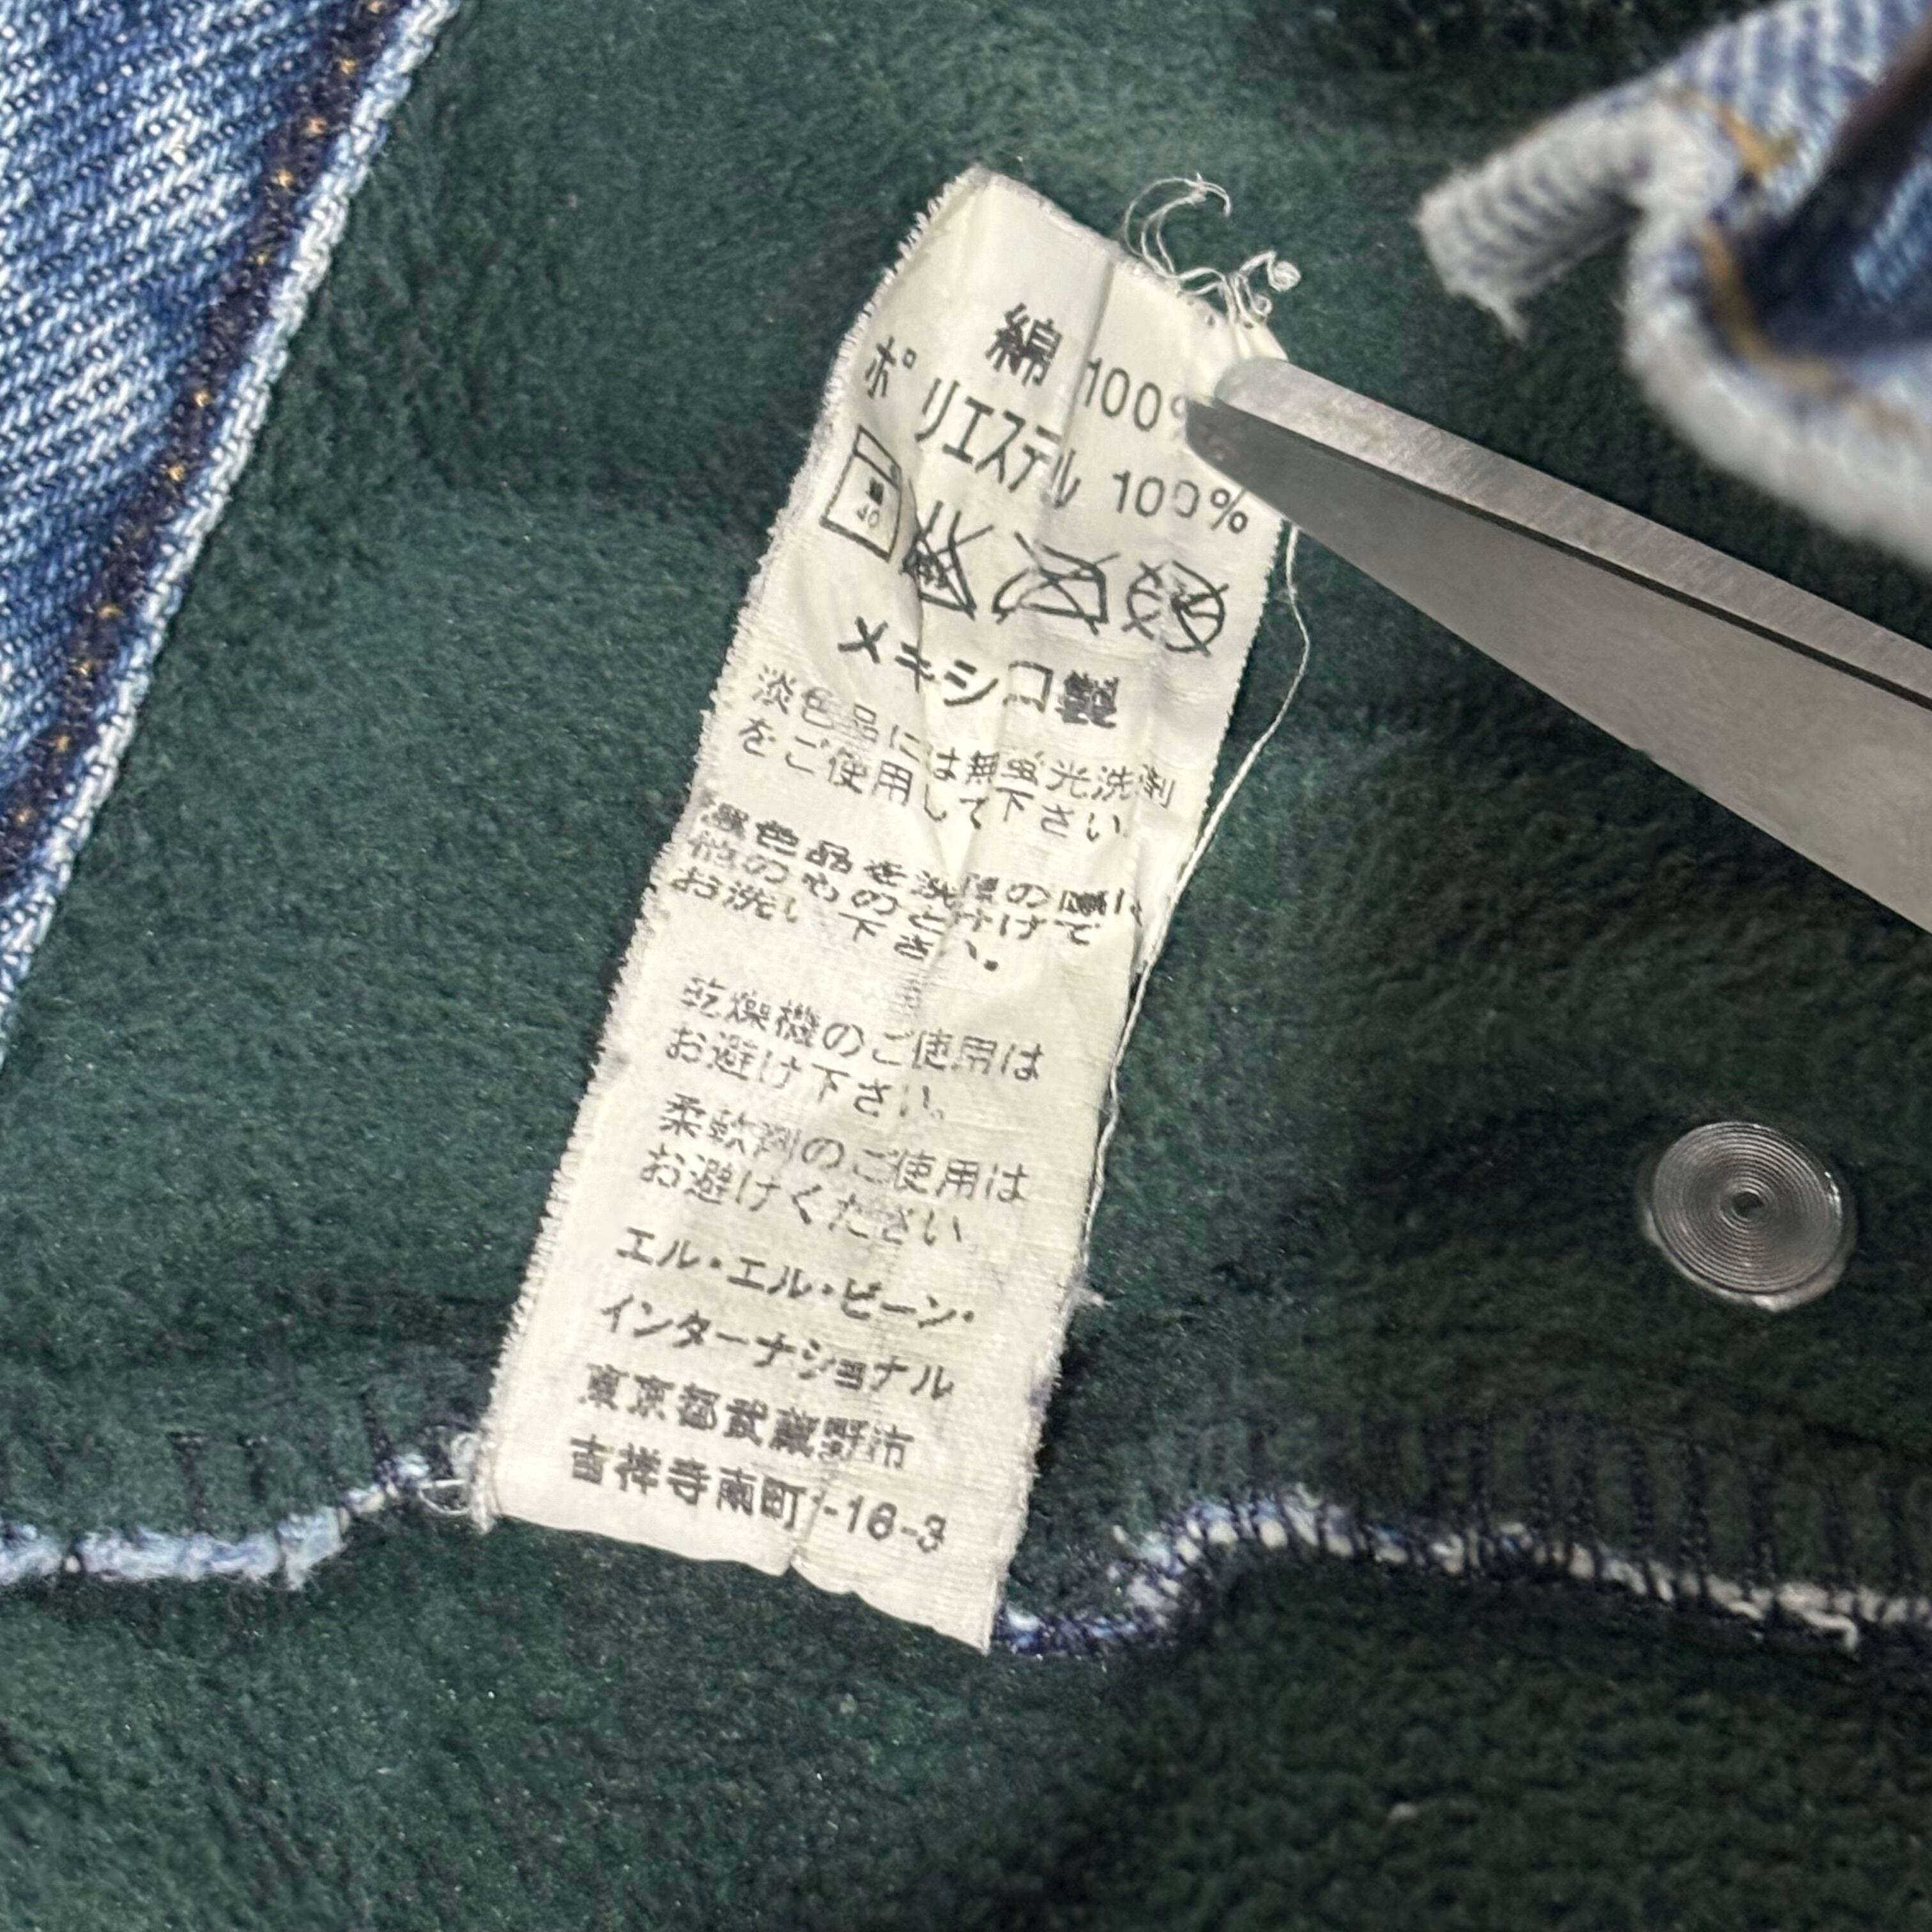 綿 100%
ポリエステル 100%
40
メキシコ製
淡色品には無蛍光洗剤
をご使用して下さい
濃色品を洗濯の際は、
他のものとさけて
お洗い下さい。
乾燥機のご使用は
お避け下さい。
柔軟剤のご使用は
お避けください
エル・エル・ビーン・
インターナショナル
東京都武蔵野市
吉祥寺南町1-16-3